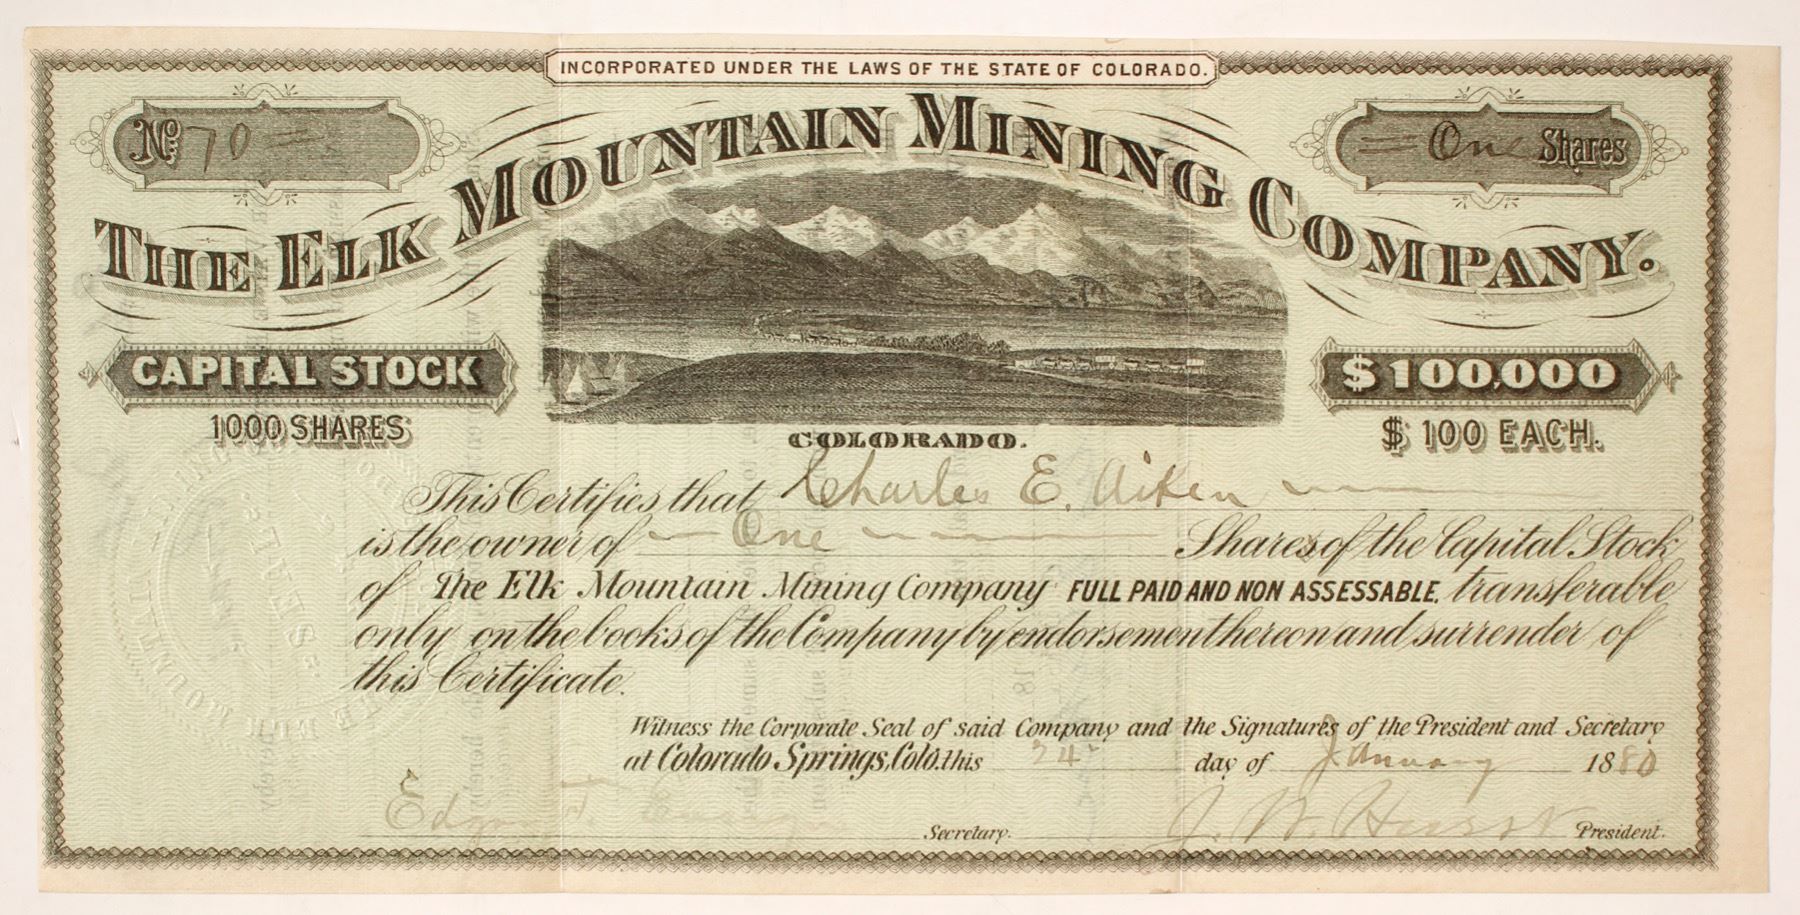 INCORPORATED UNDER THE LAWS OF THE STATE OF COLORADO.
No 70
One Shares
THE ELK MOUNTAIN MINING COMPANY.
CAPITAL STOCK
1000 SHARES
$100,000
$100 EACH.
COLORADO.
This Certifies that Charles E. Aitken
is the owner of One Shares of the Capital Stock
of The Elk Mountain Mining Company FULL PAID AND NON ASSESSABLE, transferable
only on the books of the Company by endorsement hereon and surrender of
this Certificate.
Witness the Corporate Seal of said Company and the Signatures of the President and Secretary
at Colorado Springs, Colo. this 24 day of January 1880
Secretary.
J. W. President.